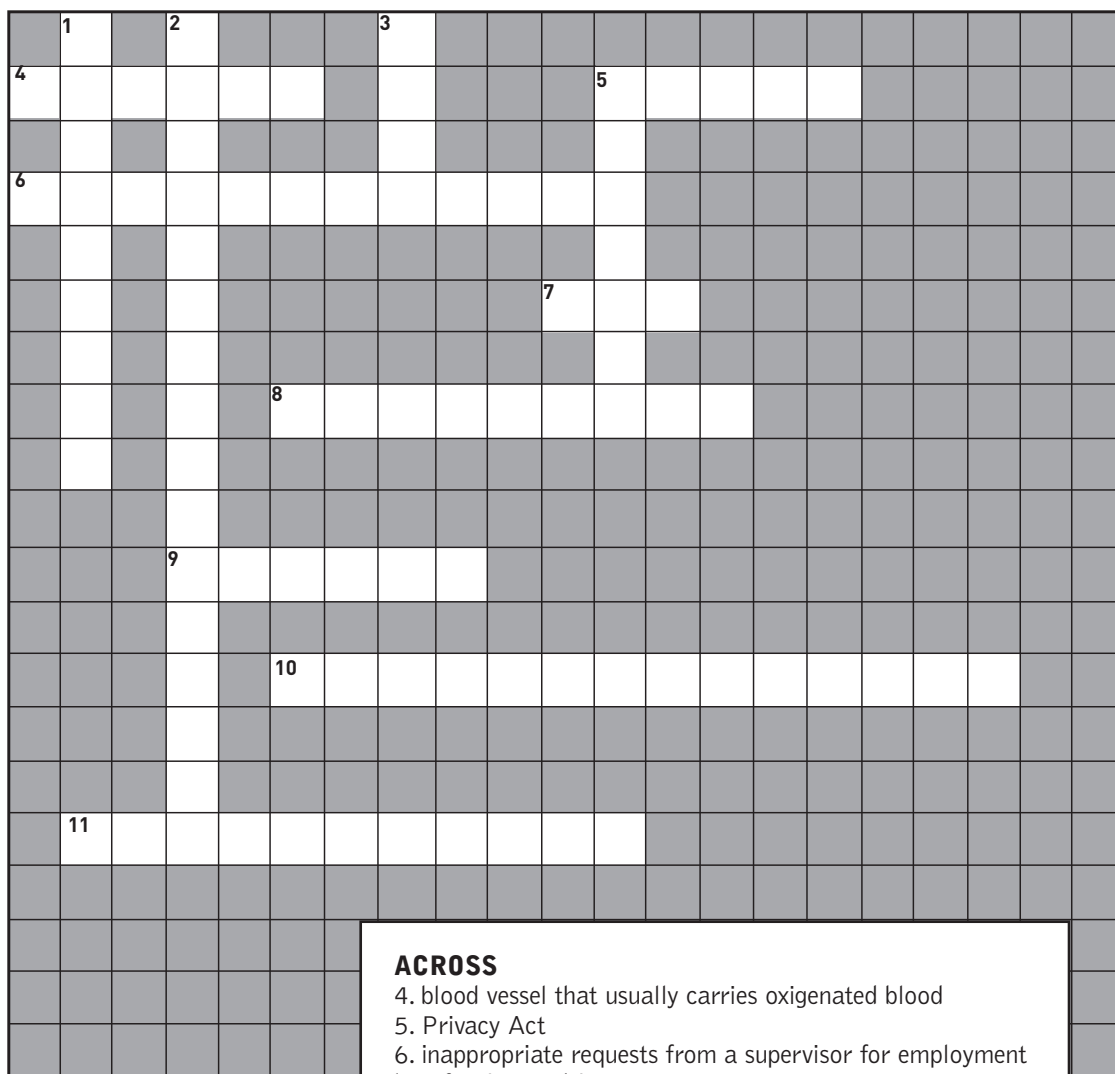 1 2 3
4 5
6
7
8
9
10
11
ACROSS
4. blood vessel that usually carries oxigenated blood
5. Privacy Act
6. inappropriate requests from a supervisor for employment